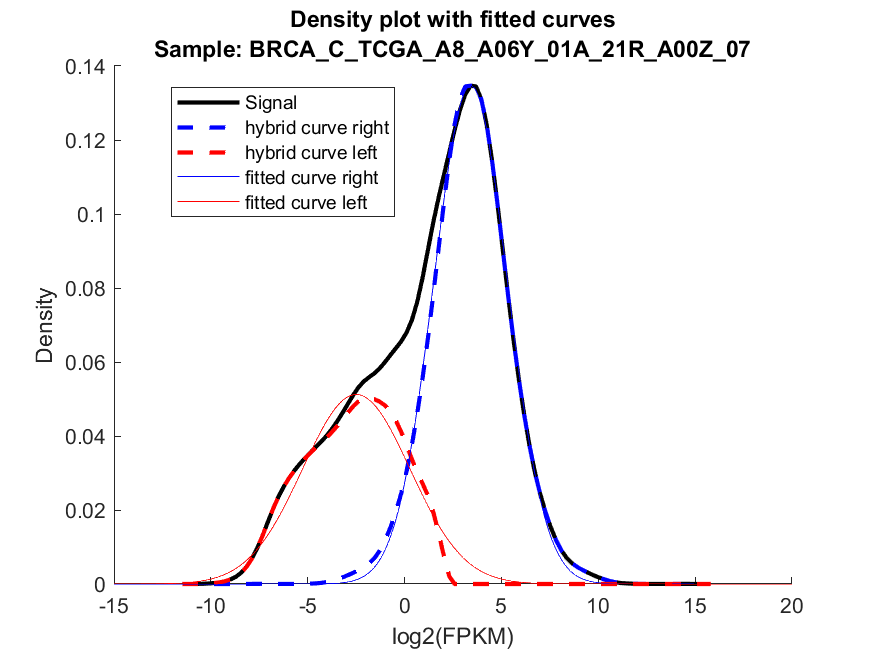 Density plot with fitted curves
Sample: BRCA_C_TCGA_A8_A06Y_01A_21R_A00Z_07
0.14
0.12
0.1
0.08
0.06
0.04
0.02
0
Density
Signal
hybrid curve right
hybrid curve left
fitted curve right
fitted curve left
-15
-10
-5
0
5
10
15
20
log2(FPKM)